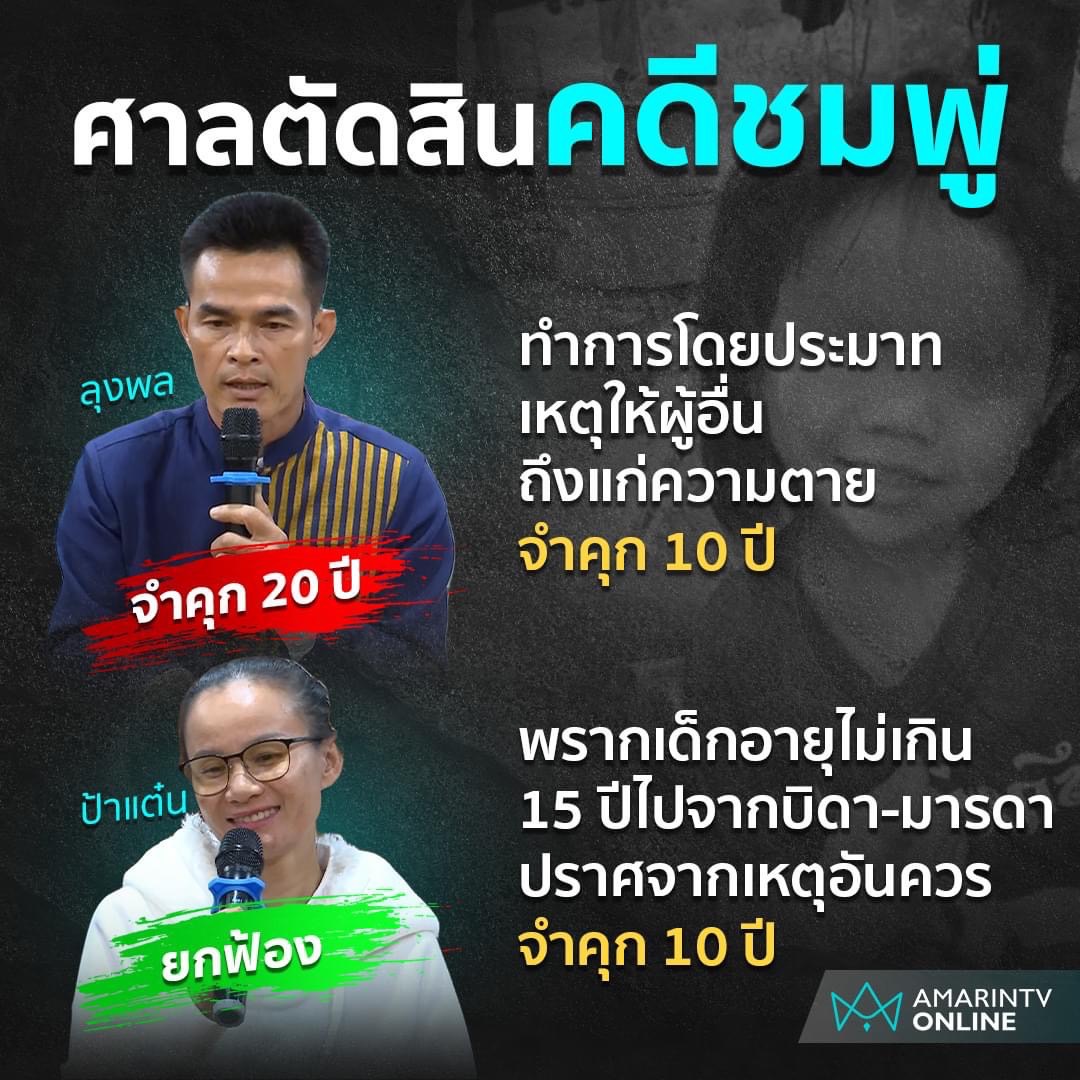 ศาลตัดสินคดีชมพู่
ลุงพล
จำคุก 20 ปี
ทำการโดยประมาท
เหตุให้ผู้อื่น
ถึงแก่ความตาย
จำคุก 10 ปี
ป้าแต๋น
ยกฟ้อง
พรากเด็กอายุไม่เกิน
15 ปีไปจากบิดา-มารดา
ปราศจากเหตุอันควร
จำคุก 10 ปี
AMARINTV
ONLINE